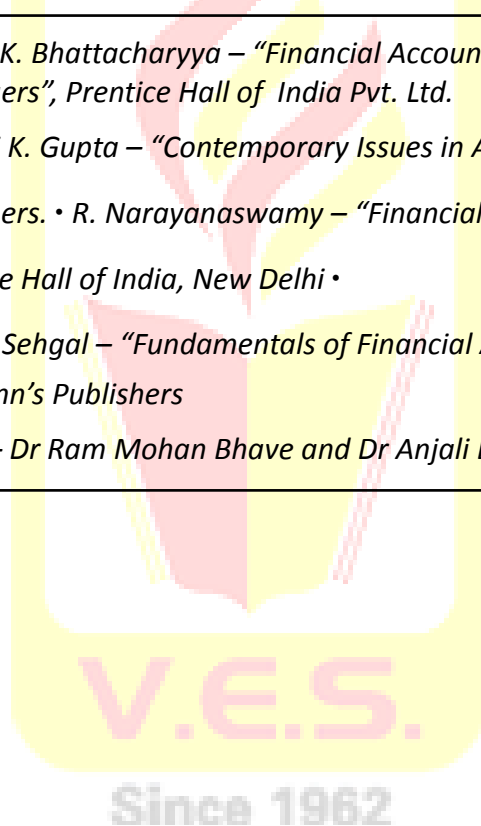 K. Bhattacharyya – “Financial Accoun
ers”, Prentice Hall of India Pvt. Ltd.
K. Gupta – “Contemporary Issues in A
ers. • R. Narayanaswamy – “Financial
e Hall of India, New Delhi •
Sehgal – “Fundamentals of Financial
nn’s Publishers
- Dr Ram Mohan Bhave and Dr Anjali
V.E.S.
Since 1962